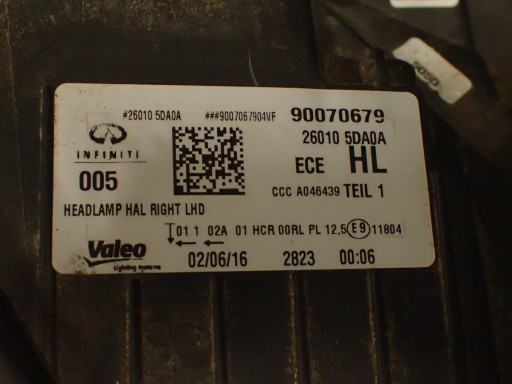 5050
#26010 5DA0A ###9007067904VF 90070679
26010 5DA0A
INFINITI
ECE HL
005
CCC A046439 TEIL 1
HEADLAMP HAL RIGHT LHD
01 1 02A 01 HCR 00RL PL 12,5 E9 11804
Valeo
Lighting Systems
02/06/16 2823 00:06